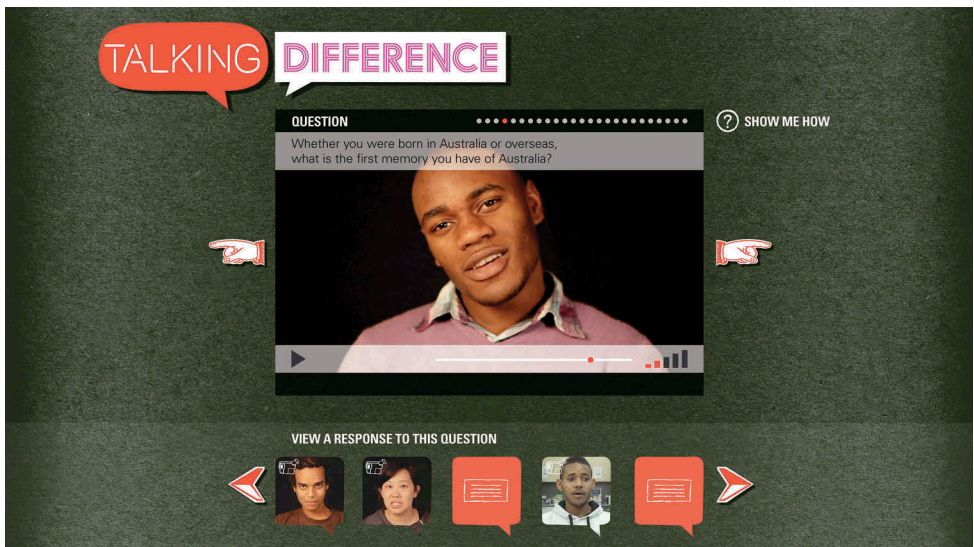 TALKING DIFFERENCE
QUESTION
? SHOW ME HOW
Whether you were born in Australia or overseas,
what is the first memory you have of Australia?
VIEW A RESPONSE TO THIS QUESTION